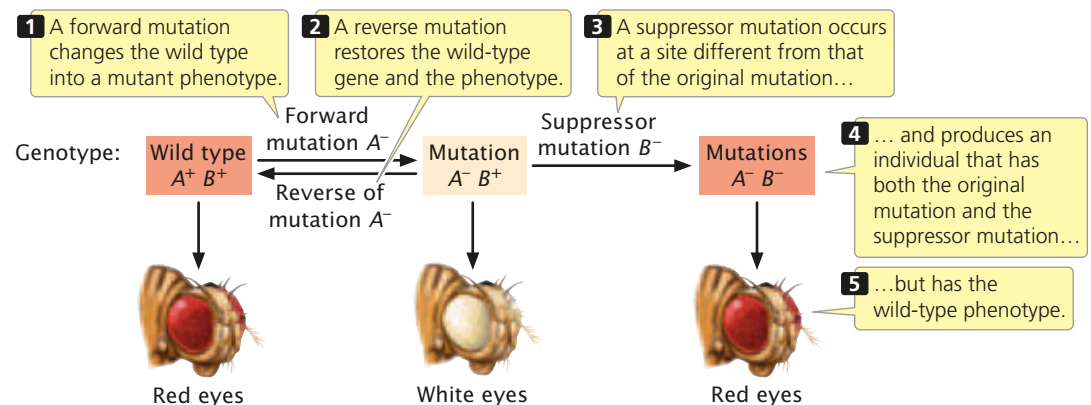 1 A forward mutation
changes the wild type
into a mutant phenotype.
2 A reverse mutation
restores the wild-type
gene and the phenotype.
3 A suppressor mutation occurs
at a site different from that
of the original mutation…
Genotype:
Wild type
A⁺ B⁺
Forward
mutation A⁻
Reverse of
mutation A⁻
Mutation
A⁻ B⁺
Suppressor
mutation B⁻
Mutations
A⁻ B⁻
4 … and produces an
individual that has
both the original
mutation and the
suppressor mutation…
5 …but has the
wild-type phenotype.
Red eyes
White eyes
Red eyes